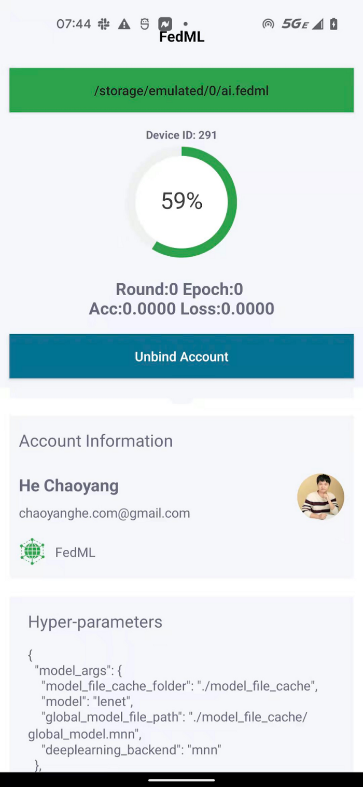 07:44
5GE
FedML
/storage/emulated/0/ai.fedml
Device ID: 291
59%
Round:0 Epoch:0
Acc:0.0000 Loss:0.0000
Unbind Account
Account Information
He Chaoyang
chaoyanghe.com@gmail.com
FedML
Hyper-parameters
{
"model_args": {
"model_file_cache_folder": "./model_file_cache",
"model": "lenet",
"global_model_file_path": "./model_file_cache/
global_model.mnn",
"deeplearning_backend": "mnn"
},